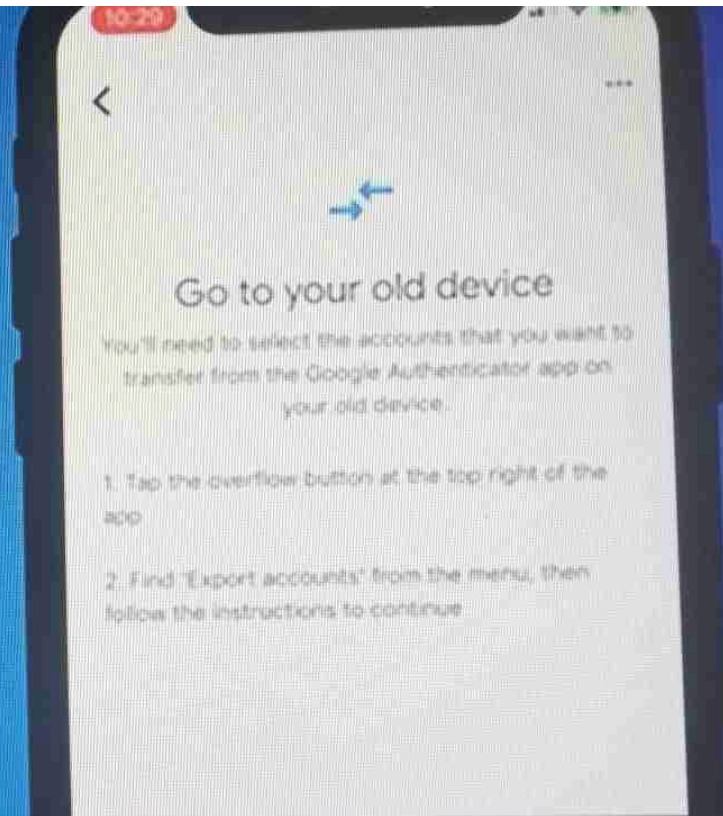 10:29
Go to your old device
You'll need to select the accounts that you want to
transfer from the Google Authenticator app on
your old device.
1. Tap the overflow button at the top right of the
app
2. Find 'Export accounts' from the menu, then
follow the instructions to continue